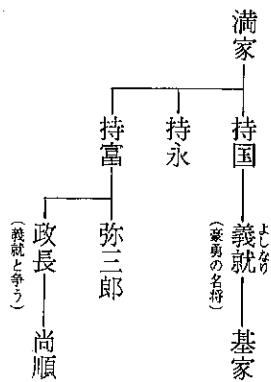 満家
持国
持永
持富
義就
よしなり
(豪勇の名将)
弥三郎
政長
(義就と争う)
基家
尚順